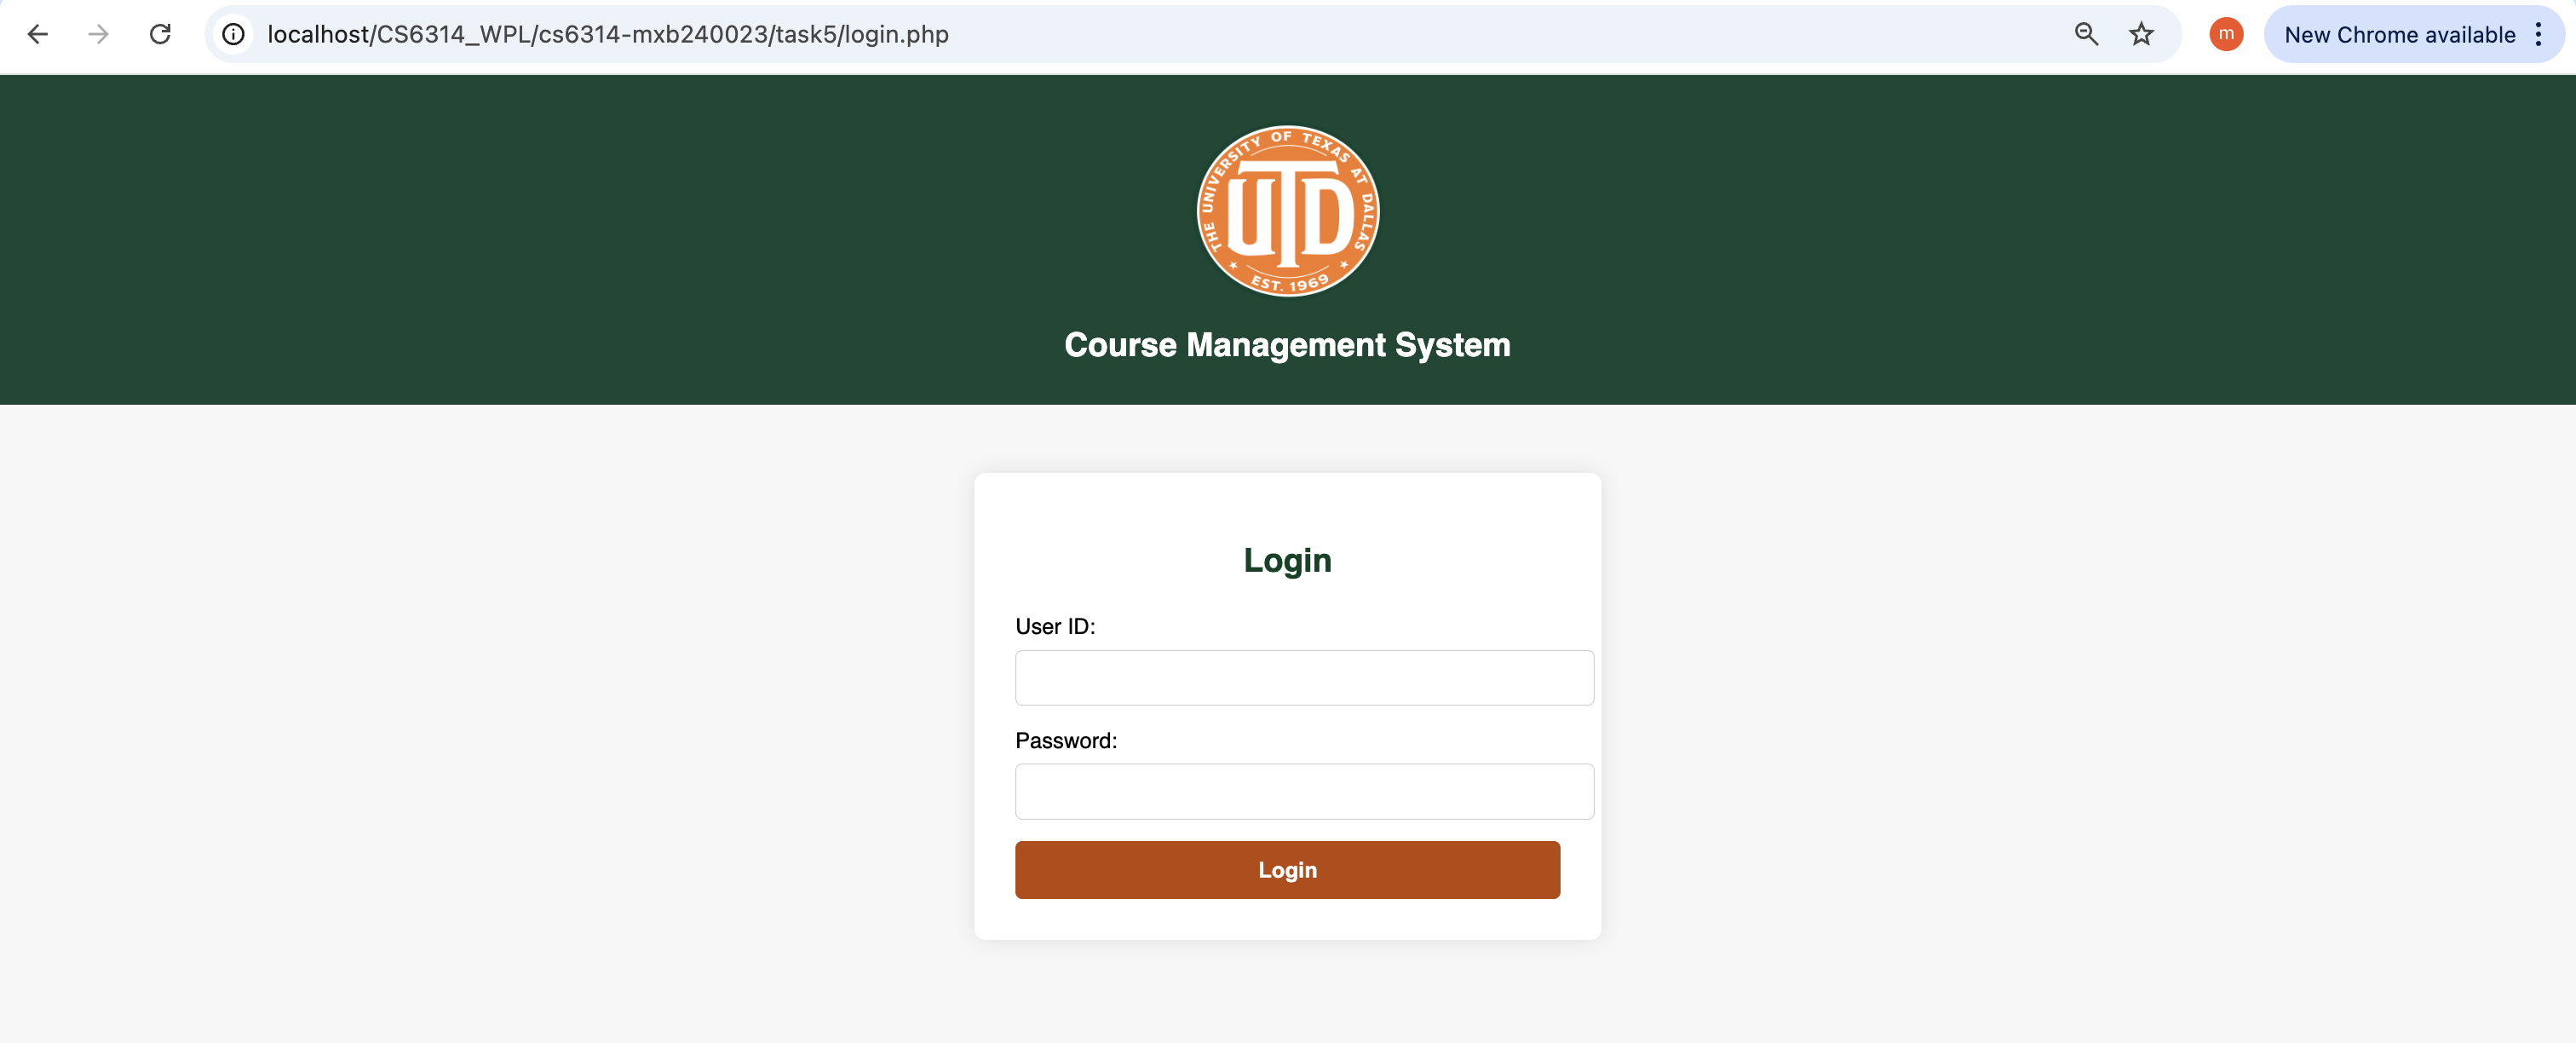 localhost/CS6314_WPL/cs6314-mxb240023/task5/login.php
m
New Chrome available
THE UNIVERSITY OF TEXAS AT DALLAS
UTD
EST. 1969
Course Management System
Login
User ID:
Password:
Login